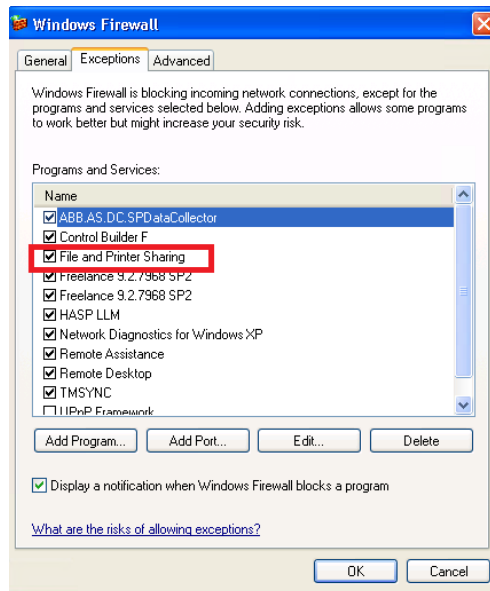 Windows Firewall
General Exceptions Advanced
Windows Firewall is blocking incoming network connections, except for the
programs and services selected below. Adding exceptions allows some programs
to work better but might increase your security risk.
Programs and Services:
Name
ABB.AS.DC.SPDataCollector
Control Builder F
File and Printer Sharing
Freelance 9.2.7968 SP2
Freelance 9.2.7968 SP2
HASP LLM
Network Diagnostics for Windows XP
Remote Assistance
Remote Desktop
TMSYNC
UPnP Framework
Add Program... Add Port... Edit... Delete
Display a notification when Windows Firewall blocks a program
What are the risks of allowing exceptions?
OK Cancel